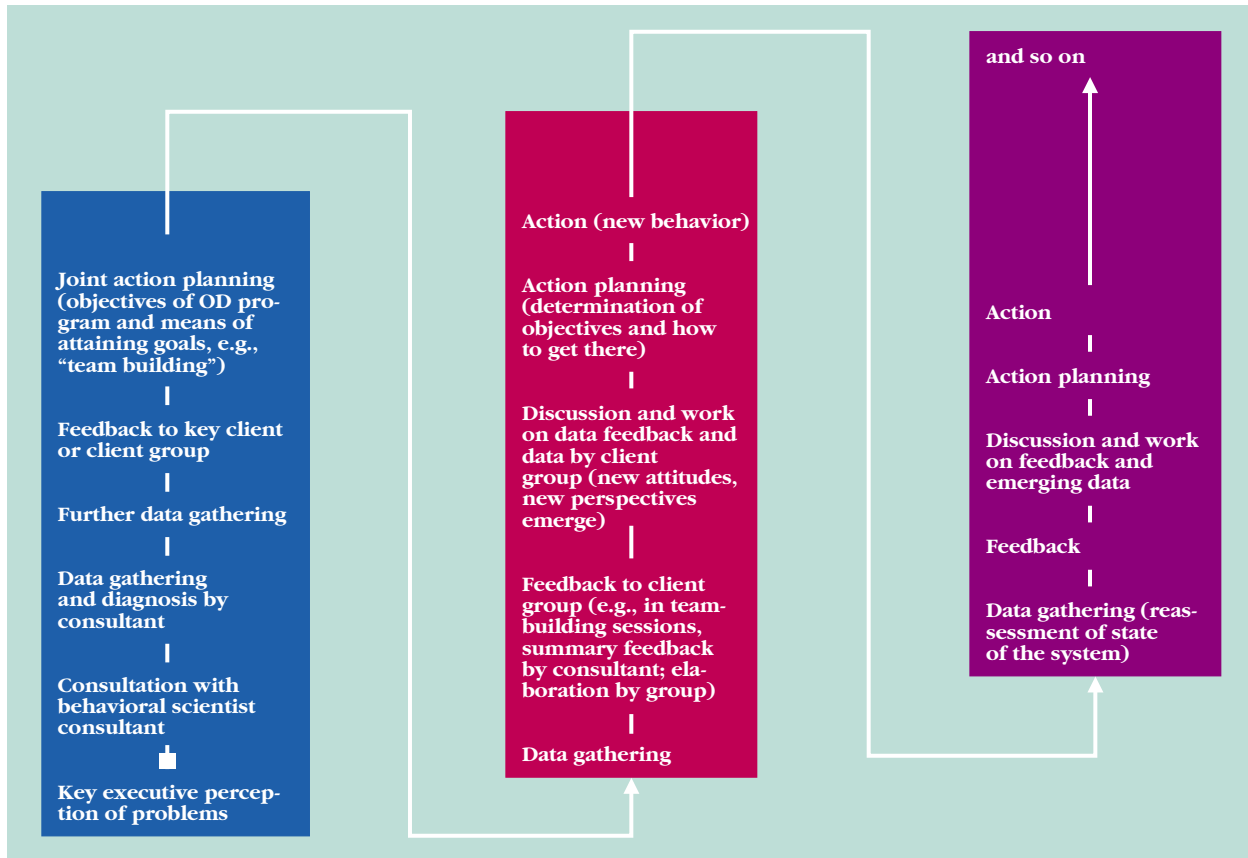 Joint action planning
(objectives of OD pro-
gram and means of
attaining goals, e.g.,
“team building”)
Feedback to key client
or client group
Further data gathering
Data gathering
and diagnosis by
consultant
Consultation with
behavioral scientist
consultant
Key executive percep-
tion of problems
Action (new behavior)
Action planning
(determination of
objectives and how
to get there)
Discussion and work
on data feedback and
data by client
group (new attitudes,
new perspectives
emerge)
Feedback to client
group (e.g., in team-
building sessions,
summary feedback
by consultant; ela-
boration by group)
Data gathering
and so on
Action
Action planning
Discussion and work
on feedback and
emerging data
Feedback
Data gathering (reas-
sessment of state
of the system)